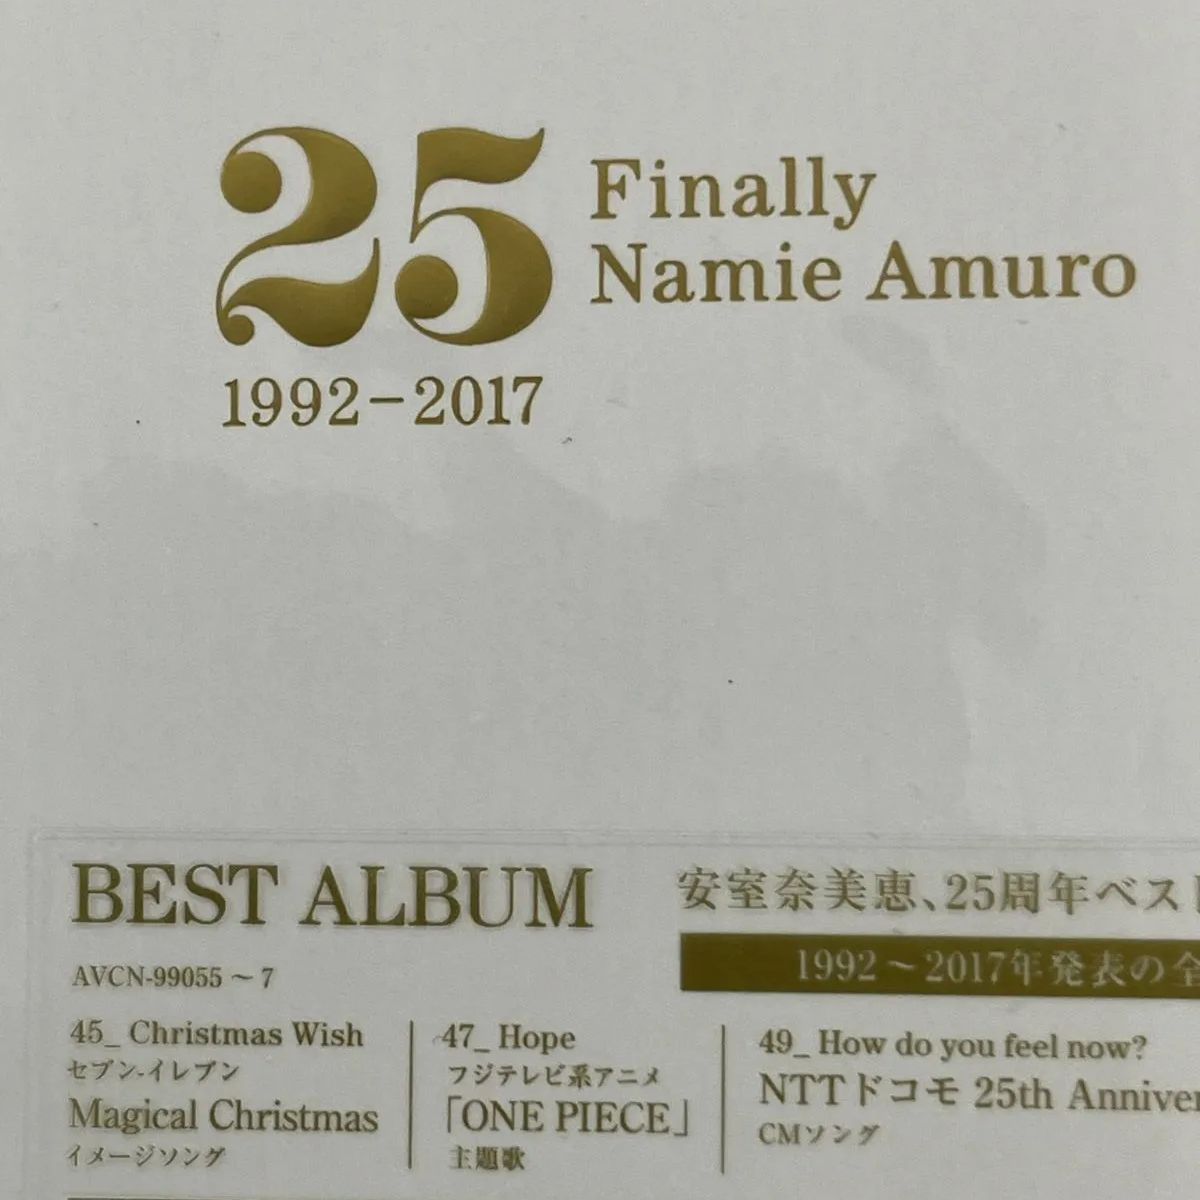 25
Finally
Namie Amuro
1992-2017
BEST ALBUM
AVCN-99055～7
安室奈美恵、25周年ベスト
1992～2017年発表の全
45_ Christmas Wish
セブン-イレブン
Magical Christmas
イメージソング
47_ Hope
フジテレビ系アニメ
「ONE PIECE」
主題歌
49_ How do you feel now?
NTTドコモ 25th Anniver
CMソング